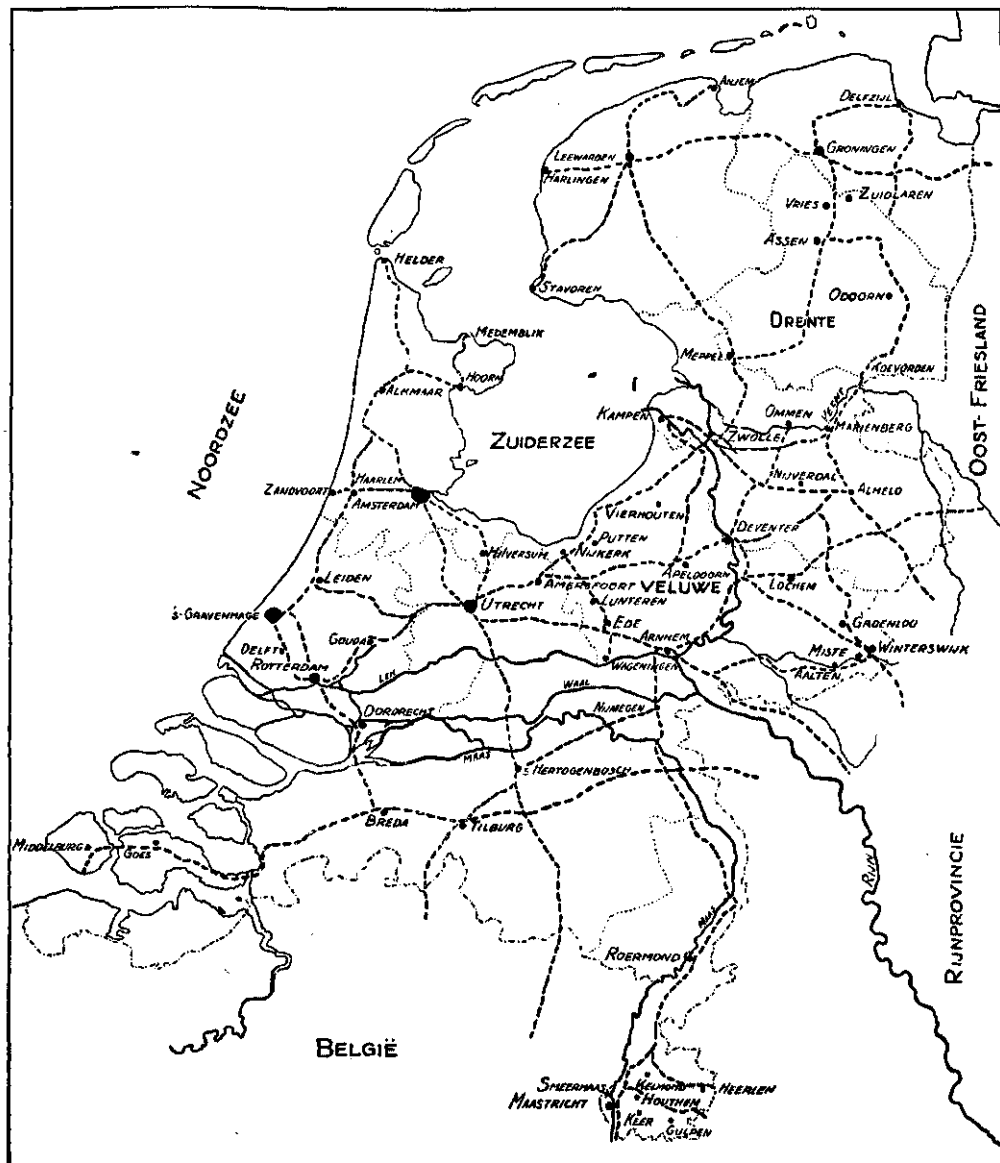 ANJEM
DELFZIJL
LEEWARDEN
GRONINGEN
HARLINGEN
ZUIDLAREN
VRIES
ASSEN
HELDER
STAVOREN
ODOORN
DRENTE
MEDEMBLIK
MEPPEL
KOEVORDEN
OOST-FRIESLAND
HOORN
ALKMAAR
KAMPEN
OMMEN
MARIENBERG
ZWOLLE
NOORDZEE
ZUIDERZEE
NIJVERDAL
ALMELO
ZANDVOORT
HAARLEM
AMSTERDAM
VIERHOUTEN
DEVENTER
PUTTEN
HILVERSUM
NIJKERK
APELDOORN
LEIDEN
AMERSFOORT
VELUWE
LOCHEM
LUNTEREN
UTRECHT
's-GRAVENHAGE
EDE
GROENLOO
GOUDA
ARNHEM
DELFT
MISTE
WINTERSWIJK
ROTTERDAM
LEK
WAGENINGEN
AALTEN
WAAL
NIJMEGEN
DORDRECHT
MAAS
'S HERTOGENBOSCH
BREDA
TILBURG
MIDDELBURG
GOES
RIJN
RIJNPROVINCIE
MAAS
ROERMOND
BELGIË
SMEERMAAS
KELMOND
HEERLEN
MAASTRICHT
HOUTHEM
KEER
GULPEN